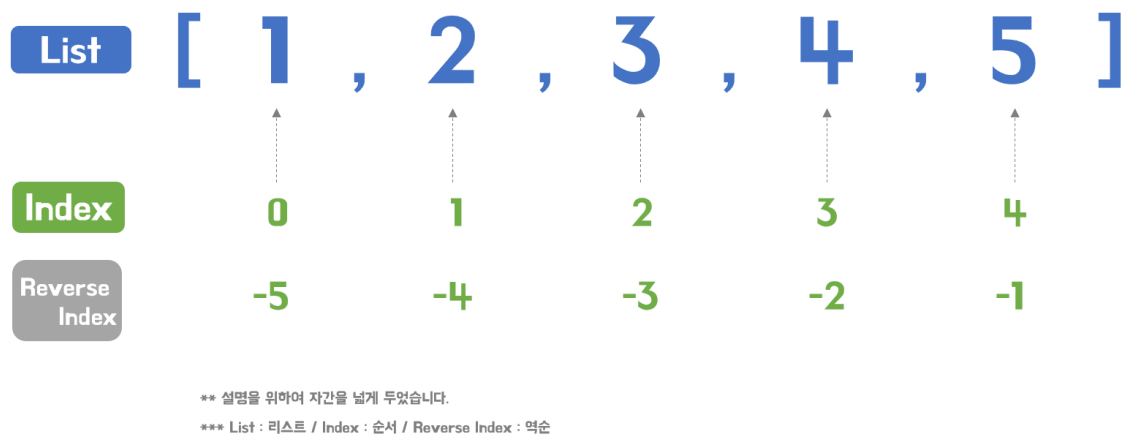 List [ 1 , 2 , 3 , 4 , 5 ]
Index 0 1 2 3 4
Reverse Index -5 -4 -3 -2 -1
** 설명을 위하여 자간을 넓게 두었습니다.
*** List : 리스트 / Index : 순서 / Reverse Index : 역순